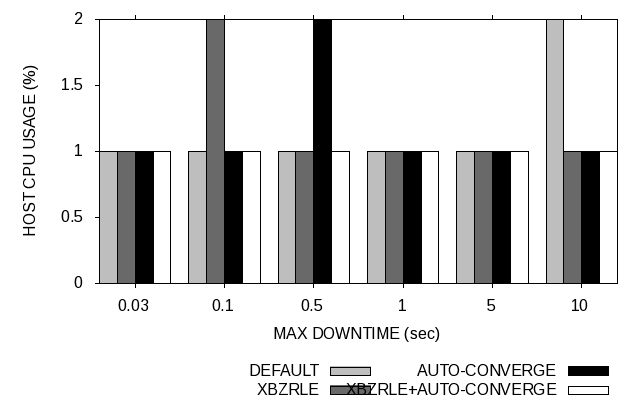 2
1.5
1
0.5
0
HOST CPU USAGE (%)
0.03 0.1 0.5 1 5 10
MAX DOWNTIME (sec)
DEFAULT AUTO-CONVERGE
XBZRLE XBZRLE+AUTO-CONVERGE